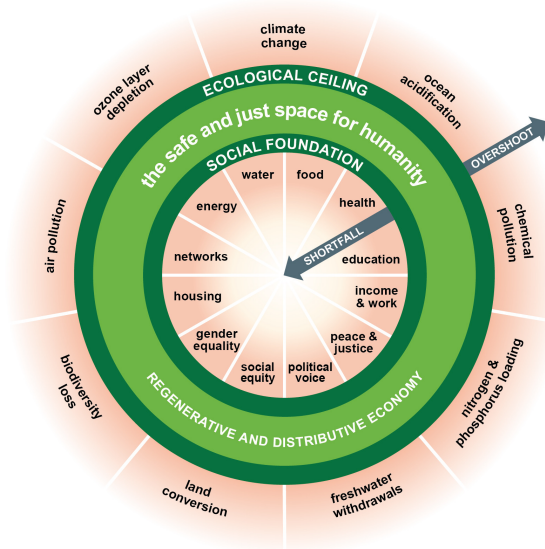 climate
change
ocean
acidification
chemical
pollution
nitrogen &
phosphorus loading
freshwater
withdrawals
land
conversion
biodiversity
loss
air pollution
ozone layer
depletion
ECOLOGICAL CEILING
the safe and just space for humanity
OVERSHOOT
SOCIAL FOUNDATION
water
food
health
SHORTFALL
education
income
& work
peace &
justice
political
voice
social
equity
gender
equality
housing
networks
energy
REGENERATIVE AND DISTRIBUTIVE ECONOMY